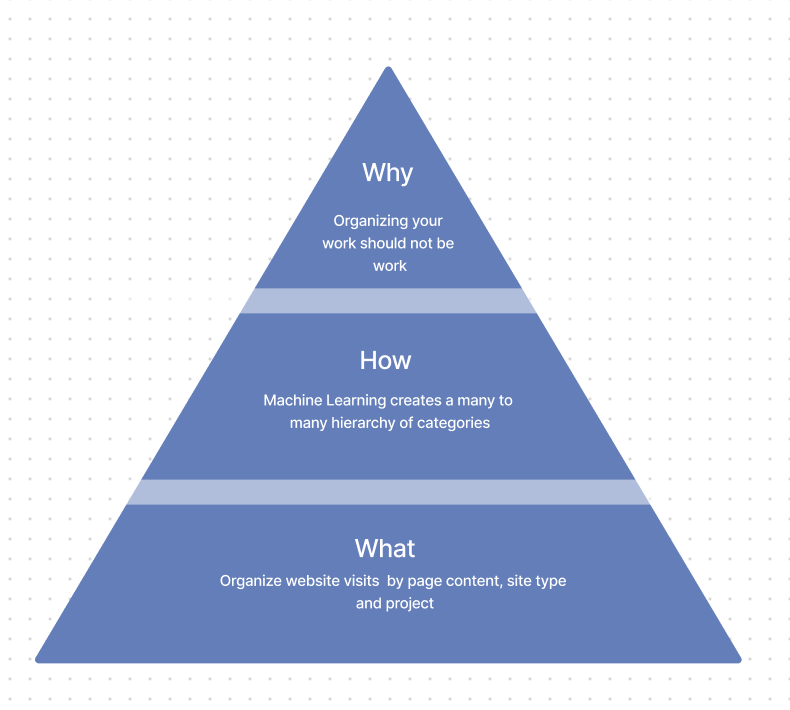 Why
Organizing your
work should not be
work
How
Machine Learning creates a many to
many hierarchy of categories
What
Organize website visits  by page content, site type
and project